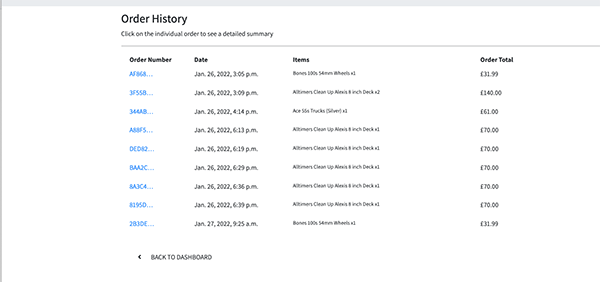 Order History
Click on the individual order to see a detailed summary
Order Number Date Items Order Total
AF868... Jan. 26, 2022, 3:05 p.m. Bones 100s 54mm Wheels x1 £31.99
3F55B... Jan. 26, 2022, 3:09 p.m. Alltimers Clean Up Alexis 8 inch Deck x2 £140.00
344AB... Jan. 26, 2022, 4:14 p.m. Ace 55s Trucks (Silver) x1 £61.00
A88F5... Jan. 26, 2022, 6:13 p.m. Alltimers Clean Up Alexis 8 inch Deck x1 £70.00
DED82... Jan. 26, 2022, 6:19 p.m. Alltimers Clean Up Alexis 8 inch Deck x1 £70.00
BAA2C... Jan. 26, 2022, 6:29 p.m. Alltimers Clean Up Alexis 8 inch Deck x1 £70.00
8A3C4... Jan. 26, 2022, 6:36 p.m. Alltimers Clean Up Alexis 8 inch Deck x1 £70.00
8195D... Jan. 26, 2022, 6:39 p.m. Alltimers Clean Up Alexis 8 inch Deck x1 £70.00
2B3DE... Jan. 27, 2022, 9:25 a.m. Bones 100s 54mm Wheels x1 £31.99
BACK TO DASHBOARD